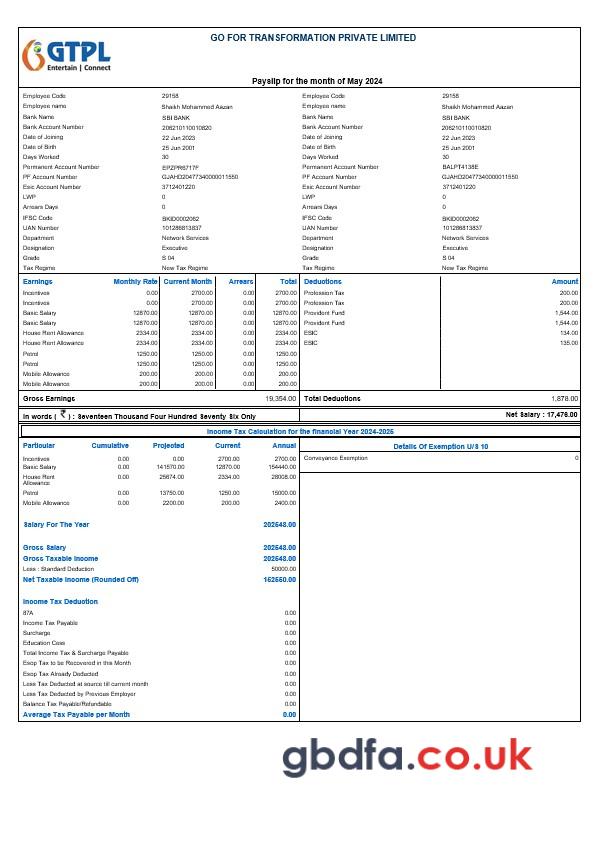 GO FOR TRANSFORMATION PRIVATE LIMITED
GTPL
Entertain | Connect
Payslip for the month of May 2024
Employee Code 29158 Employee Code 29158
Employee name Shaikh Mohammed Aazan Employee name Shaikh Mohammed Aazan
Bank Name SBI BANK Bank Name SBI BANK
Bank Account Number 206210110010820 Bank Account Number 206210110010820
Date of Joining 22 Jun 2023 Date of Joining 22 Jun 2023
Date of Birth 25 Jun 2001 Date of Birth 25 Jun 2001
Days Worked 30 Days Worked 30
Permanent Account Number EPZPR6717F Permanent Account Number BALPT4138E
PF Account Number GJAHD20477340000011550 PF Account Number GJAHD20477340000011550
Esic Account Number 3712401220 Esic Account Number 3712401220
LWP 0 LWP 0
Arrears Days 0 Arrears Days 0
IFSC Code BKID0002062 IFSC Code BKID0002062
UAN Number 101286813837 UAN Number 101286813837
Department Network Services Department Network Services
Designation Executive Designation Executive
Grade S 04 Grade S 04
Tax Regime New Tax Regime Tax Regime New Tax Regime
Earnings Monthly Rate Current Month Arrears Total Deductions Amount
Incentives 0.00 2700.00 0.00 2700.00 Profession Tax 200.00
Incentives 0.00 2700.00 0.00 2700.00 Profession Tax 200.00
Basic Salary 12870.00 12870.00 0.00 12870.00 Provident Fund 1,544.00
Basic Salary 12870.00 12870.00 0.00 12870.00 Provident Fund 1,544.00
House Rent Allowance 2334.00 2334.00 0.00 2334.00 ESIC 134.00
House Rent Allowance 2334.00 2334.00 0.00 2334.00 ESIC 135.00
Petrol 1250.00 1250.00 0.00 1250.00
Petrol 1250.00 1250.00 0.00 1250.00
Mobile Allowance 200.00 200.00 0.00 200.00
Mobile Allowance 200.00 200.00 0.00 200.00
Gross Earnings 19,354.00 Total Deductions 1,878.00
In words ( ₹ ) : Seventeen Thousand Four Hundred Seventy Six Only Net Salary : 17,476.00
Income Tax Calculation for the financial Year 2024-2025
Particular Cumulative Projected Current Annual Details Of Exemption U/S 10
Incentives 0.00 0.00 2700.00 2700.00 Conveyance Exemption 0
Basic Salary 0.00 141570.00 12870.00 154440.00
House Rent Allowance 0.00 25674.00 2334.00 28008.00
Petrol 0.00 13750.00 1250.00 15000.00
Mobile Allowance 0.00 2200.00 200.00 2400.00
Salary For The Year 202548.00
Gross Salary 202548.00
Gross Taxable Income 202548.00
Less : Standard Deduction 50000.00
Net Taxable Income (Rounded Off) 152550.00
Income Tax Deduction
87A 0.00
Income Tax Payable 0.00
Surcharge 0.00
Education Cess 0.00
Total Income Tax & Surcharge Payable 0.00
Esop Tax to be Recovered in this Month 0.00
Esop Tax Already Deducted 0.00
Less Tax Deducted at source till current month 0.00
Less Tax Deducted by Previous Employer 0.00
Balance Tax Payable/Refundable 0.00
Average Tax Payable per Month 0.00
gbdfa.co.uk